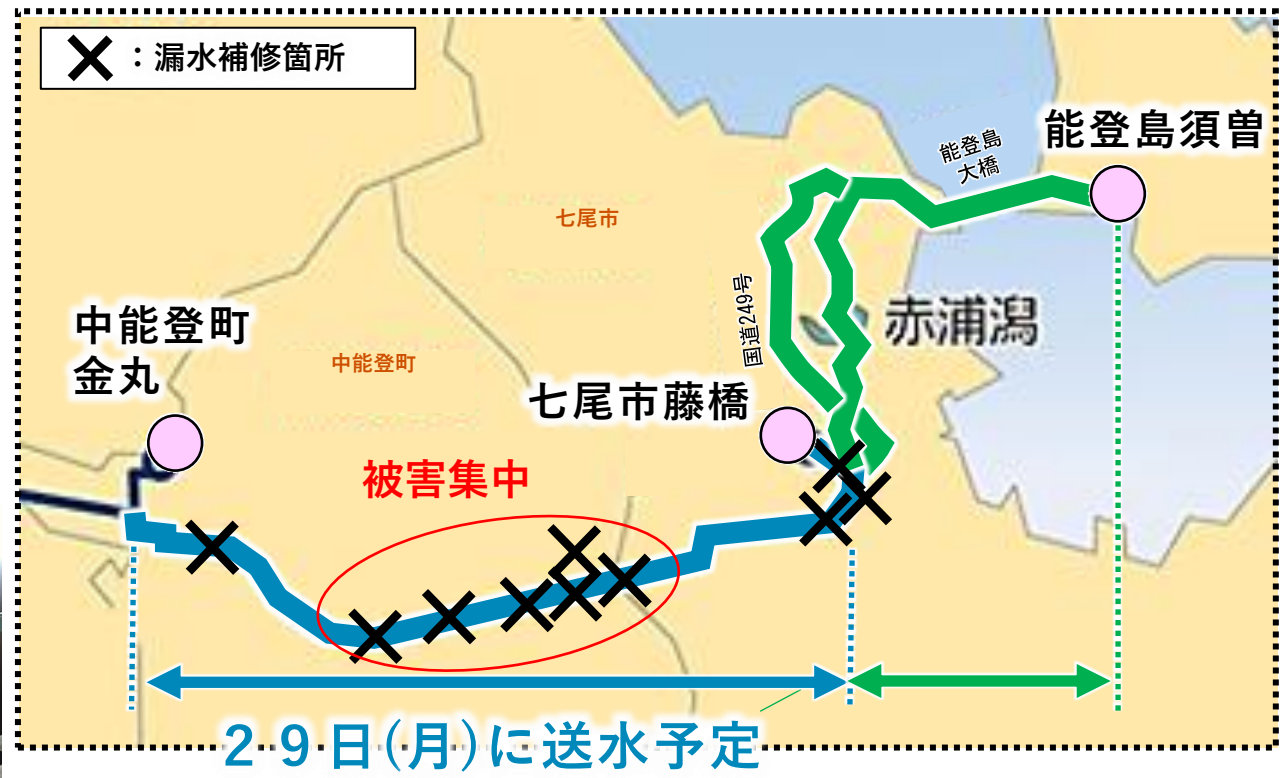 ：漏水補修箇所
能登島須曽
能登島
大橋
七尾市
国道249号
赤浦潟
中能登町
金丸
中能登町
七尾市藤橋
被害集中
２９日(月)に送水予定